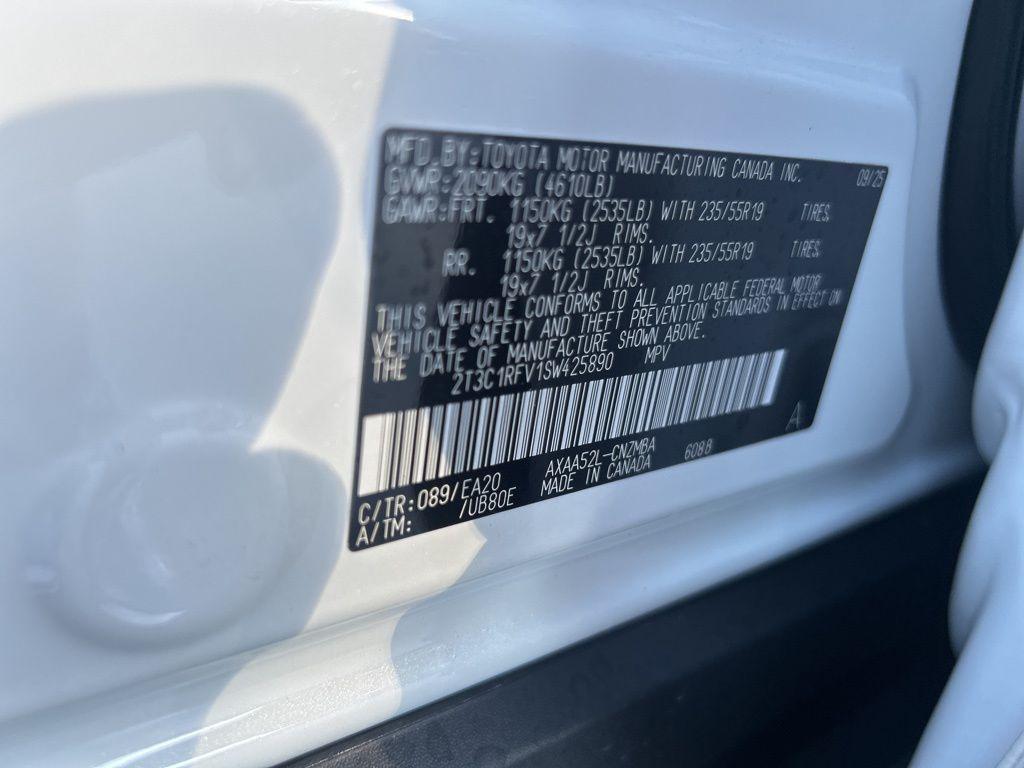 MFD.BY:TOYOTA MOTOR MANUFACTURING CANADA INC. 09/25
GVWR:2090KG (4610LB)
GAWR:FRT. 1150KG (2535LB) WITH 235/55R19 TIRES,
19x7 1/2J RIMS.
RR. 1150KG (2535LB) WITH 235/55R19 TIRES,
19x7 1/2J RIMS.
THIS VEHICLE CONFORMS TO ALL APPLICABLE FEDERAL MOTOR
VEHICLE SAFETY AND THEFT PREVENTION STANDARDS IN EFFECT ON
THE DATE OF MANUFACTURE SHOWN ABOVE.
2T3C1RFV1SW425890 MPV
C/TR:089/EA20 AXAA52L-CNZMBA 608B A
A/TM: /UB80E MADE IN CANADA